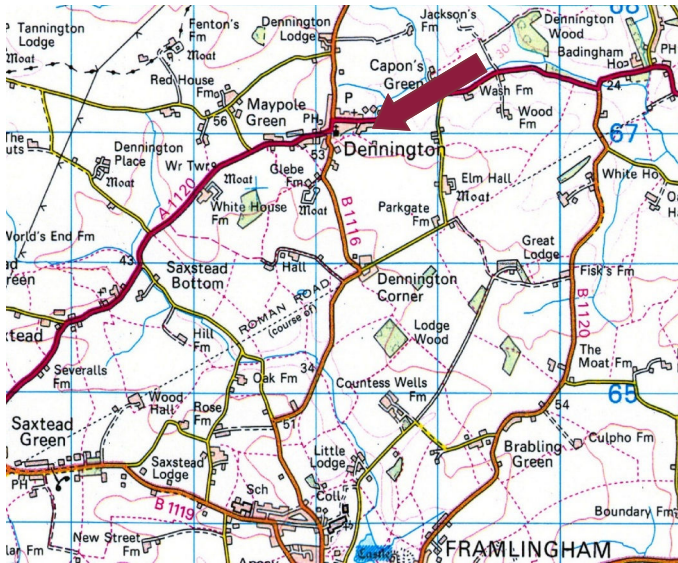 Tannington
Lodge
Moat
Fenton's
Fm
Moat
Dennington
Lodge
Jackson's
Fm
30
Dennington
Wood
Badingham
Ho
PH
68
Red House
Fm
Capon's
Green
Maypole
Green
P
PH
Wash Fm
Wood
Fm
24
67
56
53
Dennington
Dennington
Place
Moat
Wr Twr
Moat
Glebe
Fm
Moat
Elm Hall
Moat
White Ho
A 1120
White House
Fm
B 1116
Parkgate
Fm
World's End Fm
43
Saxstead
Bottom
Hall
Great
Lodge
Fisk's Fm
Dennington
Corner
ROMAN ROAD
(course of)
B 1120
Hill
Fm
Lodge
Wood
34
The
Moat Fm
Severalls
Fm
Oak Fm
Countess Wells
Fm
65
Wood
Hall
Rose
Fm
51
54
Saxtead
Green
Brabling
Green
Culpho Fm
Saxstead
Lodge
Little
Lodge
PH
B 1119
Sch
Coll
Boundary Fm
New Street
Fm
Castle
FRAMLINGHAM